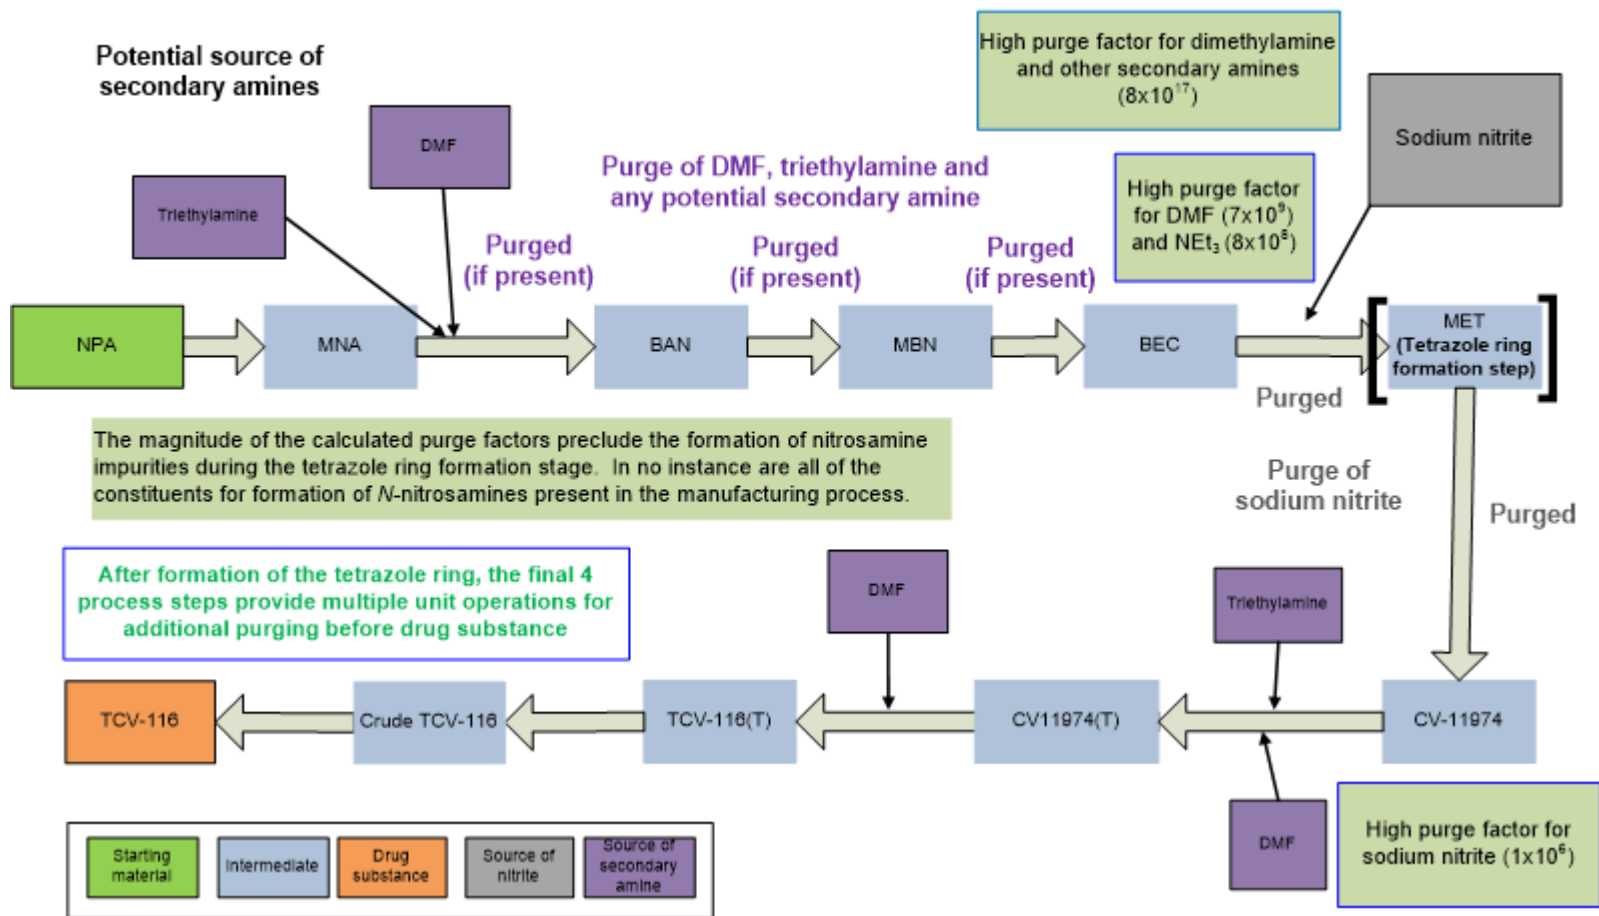 Potential source of
secondary amines
High purge factor for dimethylamine
and other secondary amines
(8x10¹⁷)
Sodium nitrite
DMF
Triethylamine
Purge of DMF, triethylamine and
any potential secondary amine
High purge factor
for DMF (7x10⁹)
and NEt₃ (8x10⁸)
Purged
(if present)
Purged
(if present)
Purged
(if present)
NPA
MNA
BAN
MBN
BEC
MET
(Tetrazole ring
formation step)
Purged
The magnitude of the calculated purge factors preclude the formation of nitrosamine
impurities during the tetrazole ring formation stage. In no instance are all of the
constituents for formation of N-nitrosamines present in the manufacturing process.
Purge of
sodium nitrite
Purged
After formation of the tetrazole ring, the final 4
process steps provide multiple unit operations for
additional purging before drug substance
DMF
Triethylamine
TCV-116
Crude TCV-116
TCV-116(T)
CV11974(T)
CV-11974
DMF
High purge factor for
sodium nitrite (1x10⁶)
Starting
material
Intermediate
Drug
substance
Source of
nitrite
Source of
secondary
amine